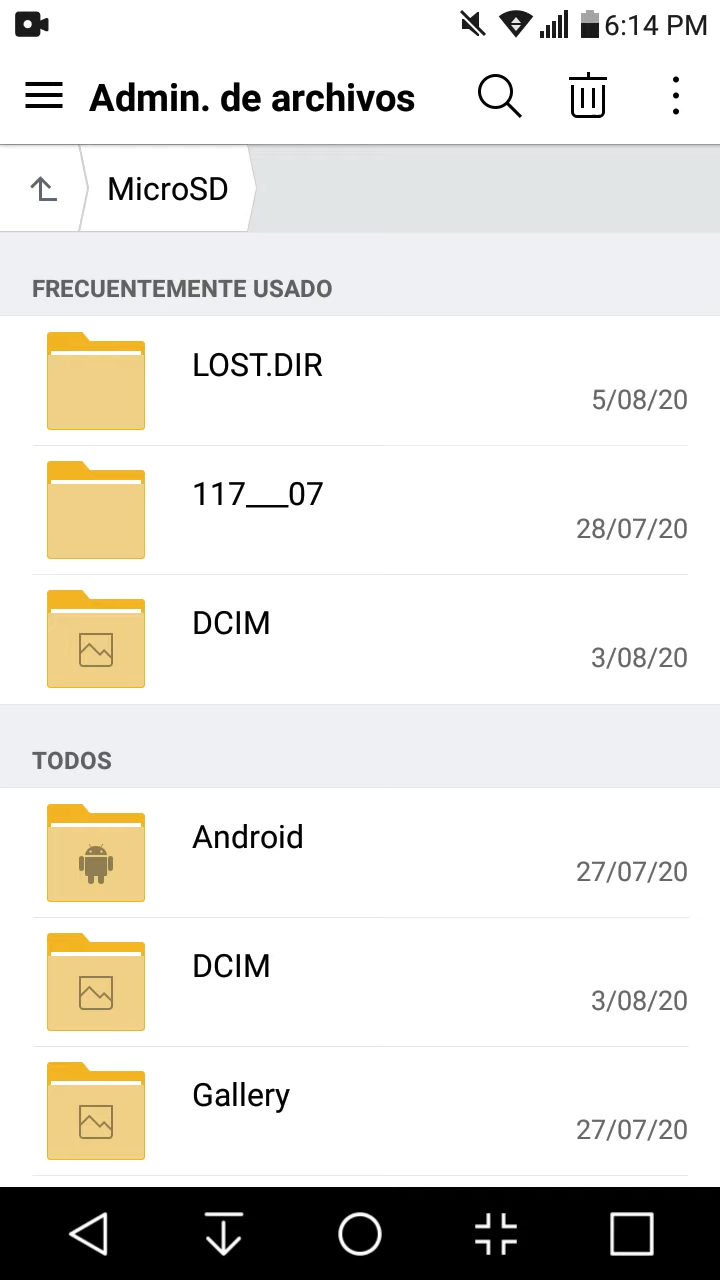 6:14 PM
Admin. de archivos
MicroSD
FRECUENTEMENTE USADO
LOST.DIR
5/08/20
117___07
28/07/20
DCIM
3/08/20
TODOS
Android
27/07/20
DCIM
3/08/20
Gallery
27/07/20